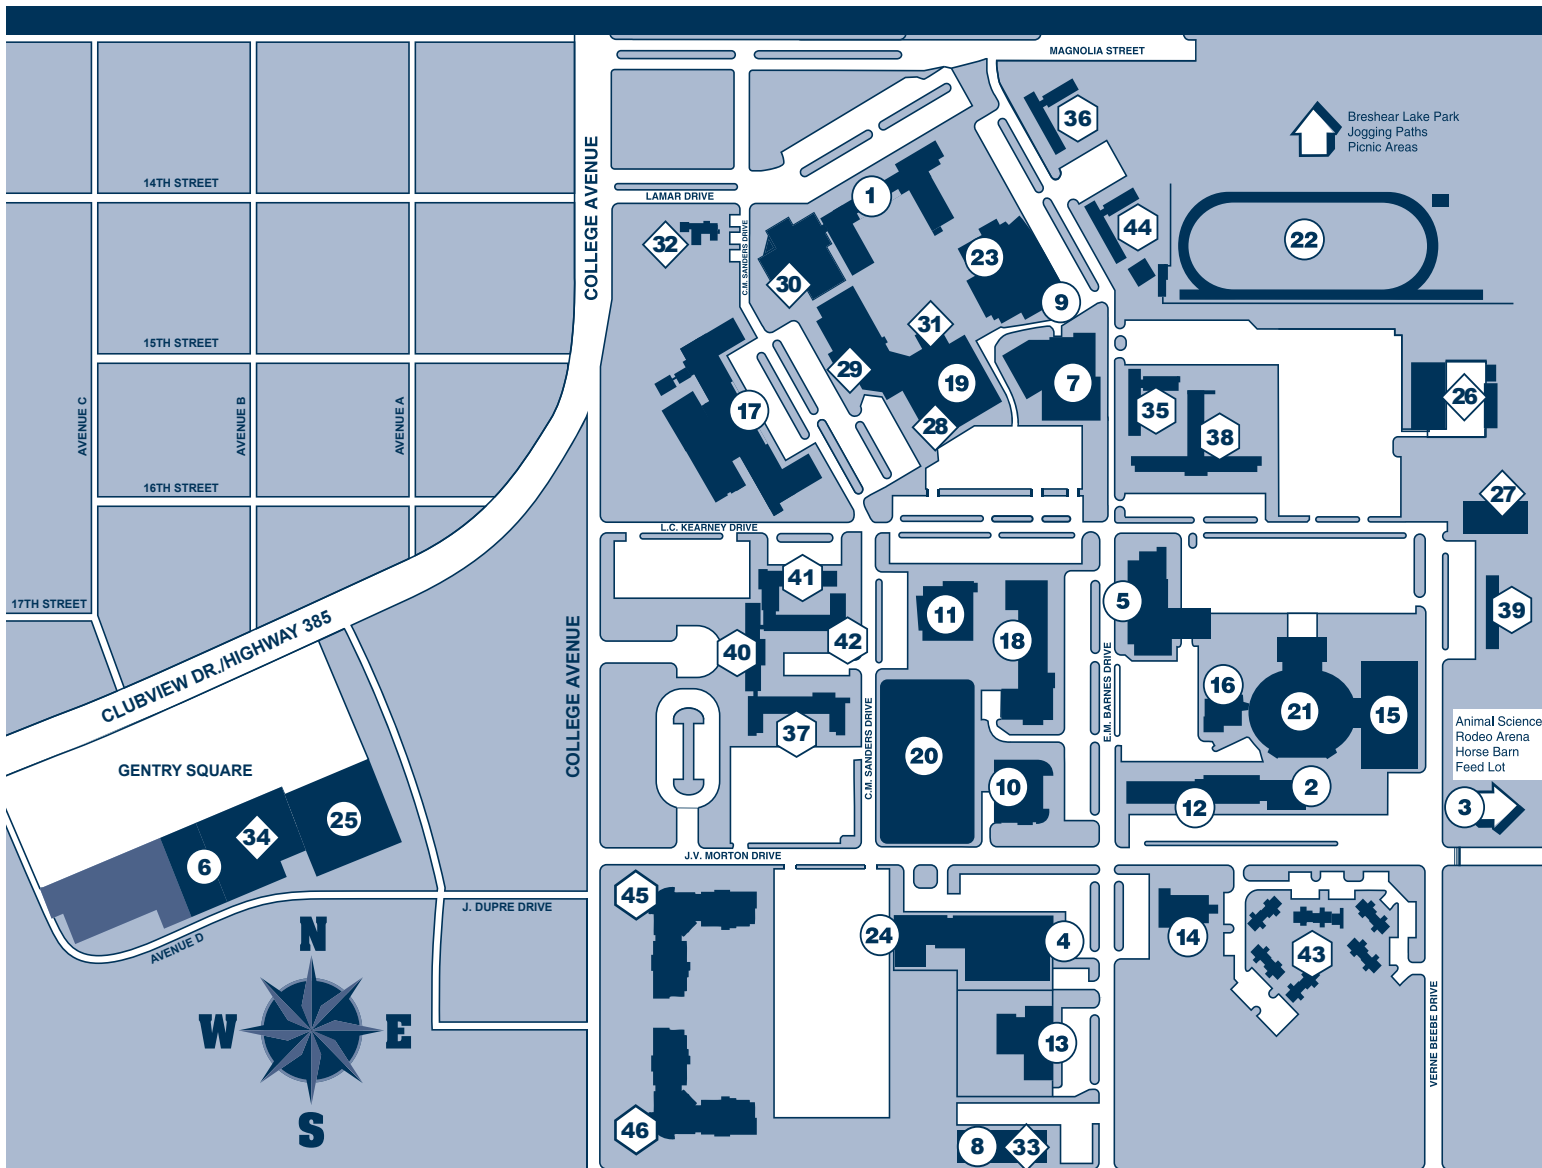 MAGNOLIA STREET
36
Breshear Lake Park
Jogging Paths
Picnic Areas
COLLEGE AVENUE
14TH STREET
LAMAR DRIVE
1
44
22
32
C.M. SANDERS DRIVE
23
30
9
31
15TH STREET
29
19
7
17
35
26
AVENUE C
AVENUE B
AVENUE A
28
38
16TH STREET
27
L.C. KEARNEY DRIVE
41
5
17TH STREET
11
39
CLUBVIEW DR./HIGHWAY 385
COLLEGE AVENUE
40
42
18
E.M. BARNES DRIVE
16
21
15
37
C.M. SANDERS DRIVE
20
Animal Science
Rodeo Arena
Horse Barn
Feed Lot
GENTRY SQUARE
10
12
2
3
25
34
6
J.V. MORTON DRIVE
45
J. DUPRE DRIVE
AVENUE D
24
4
14
43
N
W
E
S
13
VERNE BEEBE DRIVE
46
8
33